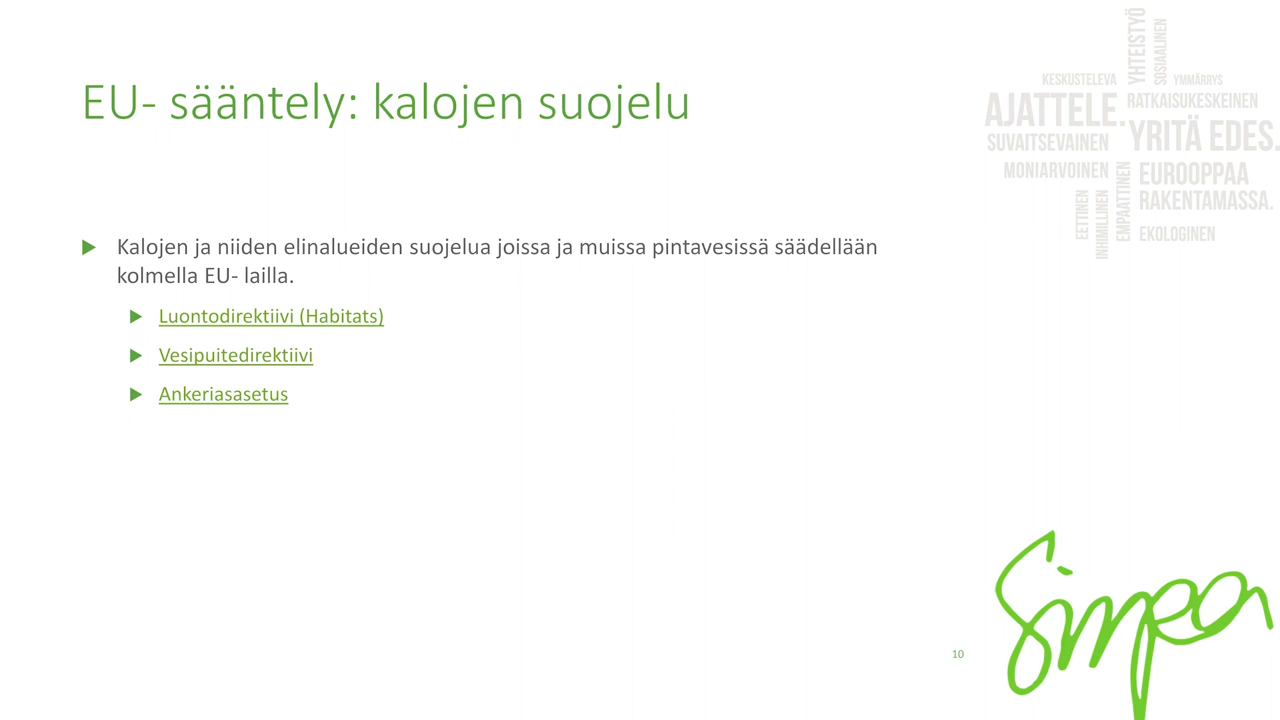 EU- sääntely: kalojen suojelu
Kalojen ja niiden elinalueiden suojelua joissa ja muissa pintavesissä säädellään
kolmella EU- lailla.
Luontodirektiivi (Habitats)
Vesipuitedirektiivi
Ankeriasasetus
YHTEISTYÖ
SOSIAALINEN
KESKUSTELEVA
YMMÄRRYS
AJATTELE.
RATKAISUKESKEINEN
SUVAITSEVAINEN
YRITÄ EDES.
MONIARVOINEN
EMPAATTINEN
EUROOPPAA
RAKENTAMASSA.
EETTINEN
INHIMILLINEN
EKOLOGINEN
Simpa
10